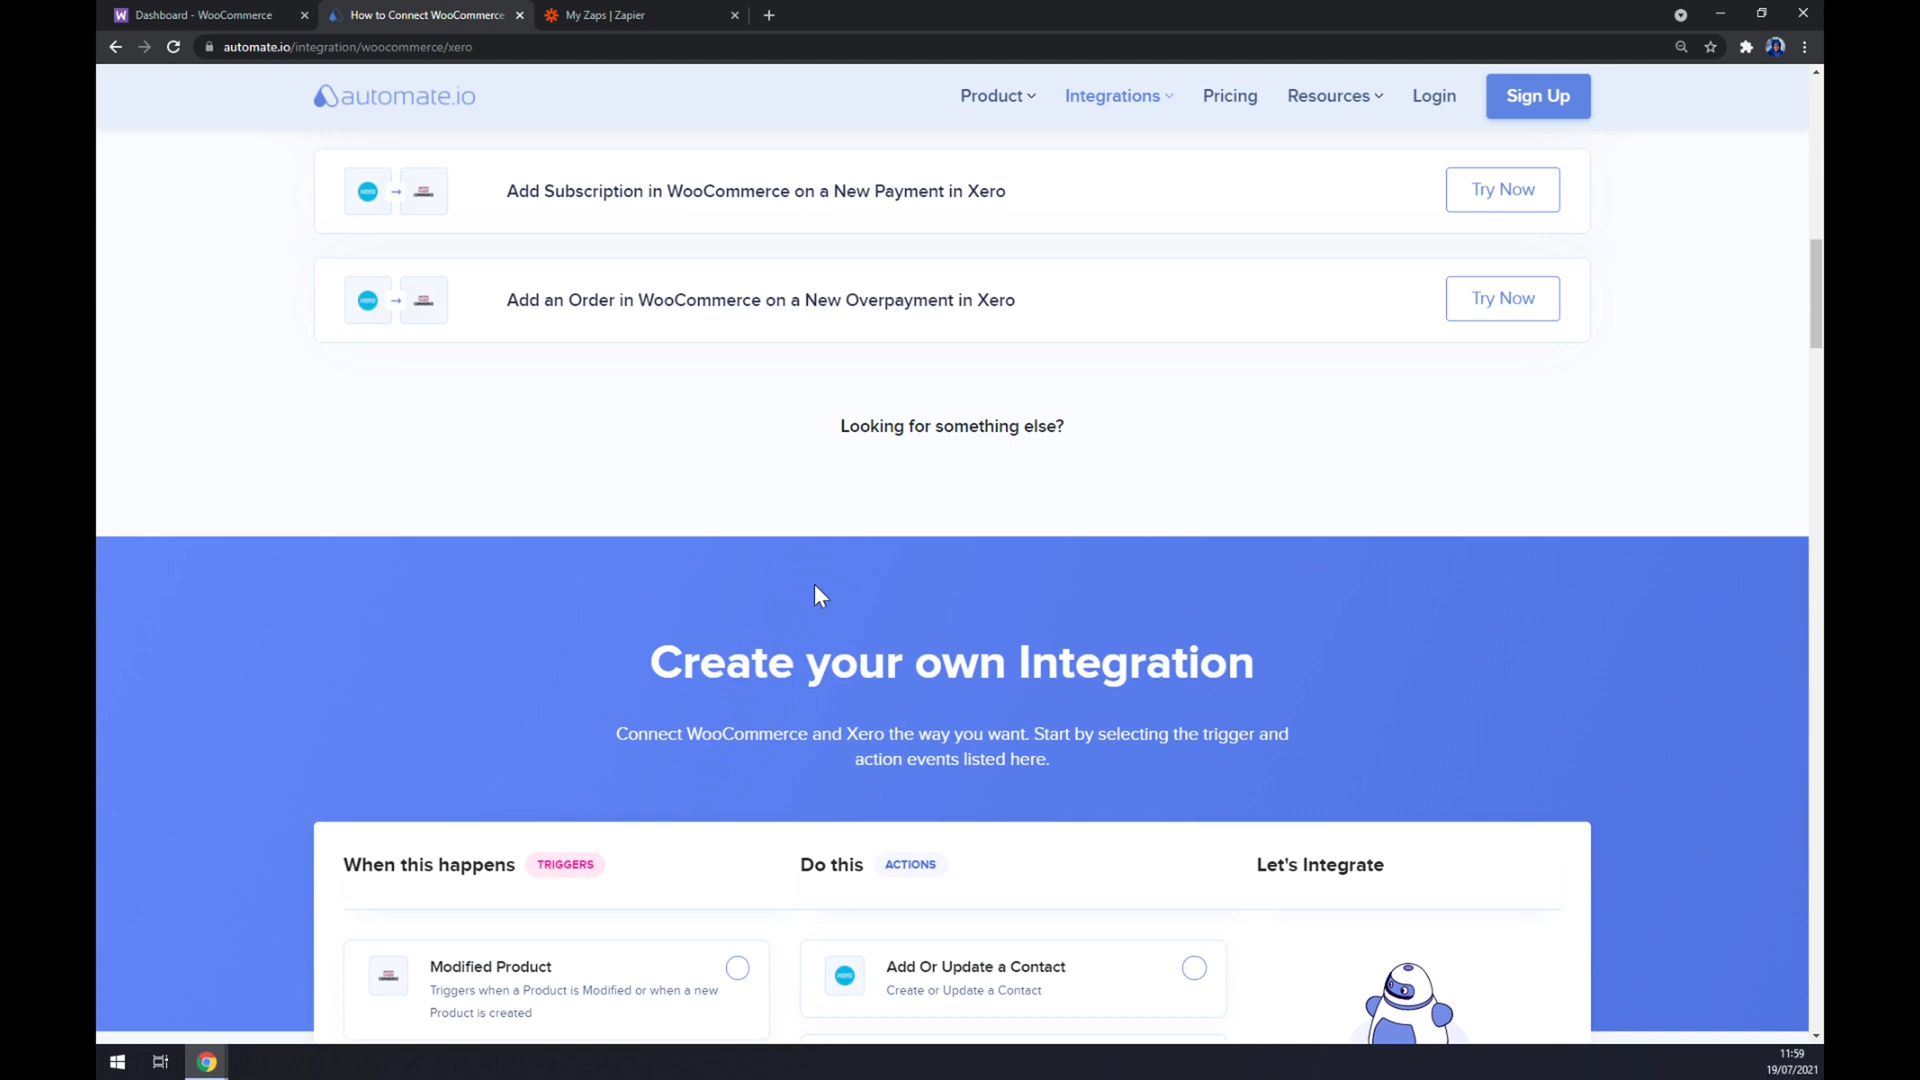 Dashboard - WooCommerce
How to Connect WooCommerce
My Zaps | Zapier
automate.io/integration/woocommerce/xero
automate.io
Product
Integrations
Pricing
Resources
Login
Sign Up
Add Subscription in WooCommerce on a New Payment in Xero
Try Now
Add an Order in WooCommerce on a New Overpayment in Xero
Try Now
Looking for something else?
Create your own Integration
Connect WooCommerce and Xero the way you want. Start by selecting the trigger and
action events listed here.
When this happens TRIGGERS
Do this ACTIONS
Let's Integrate
Modified Product
Triggers when a Product is Modified or when a new
Product is created
Add Or Update a Contact
Create or Update a Contact
11:59
19/07/2021